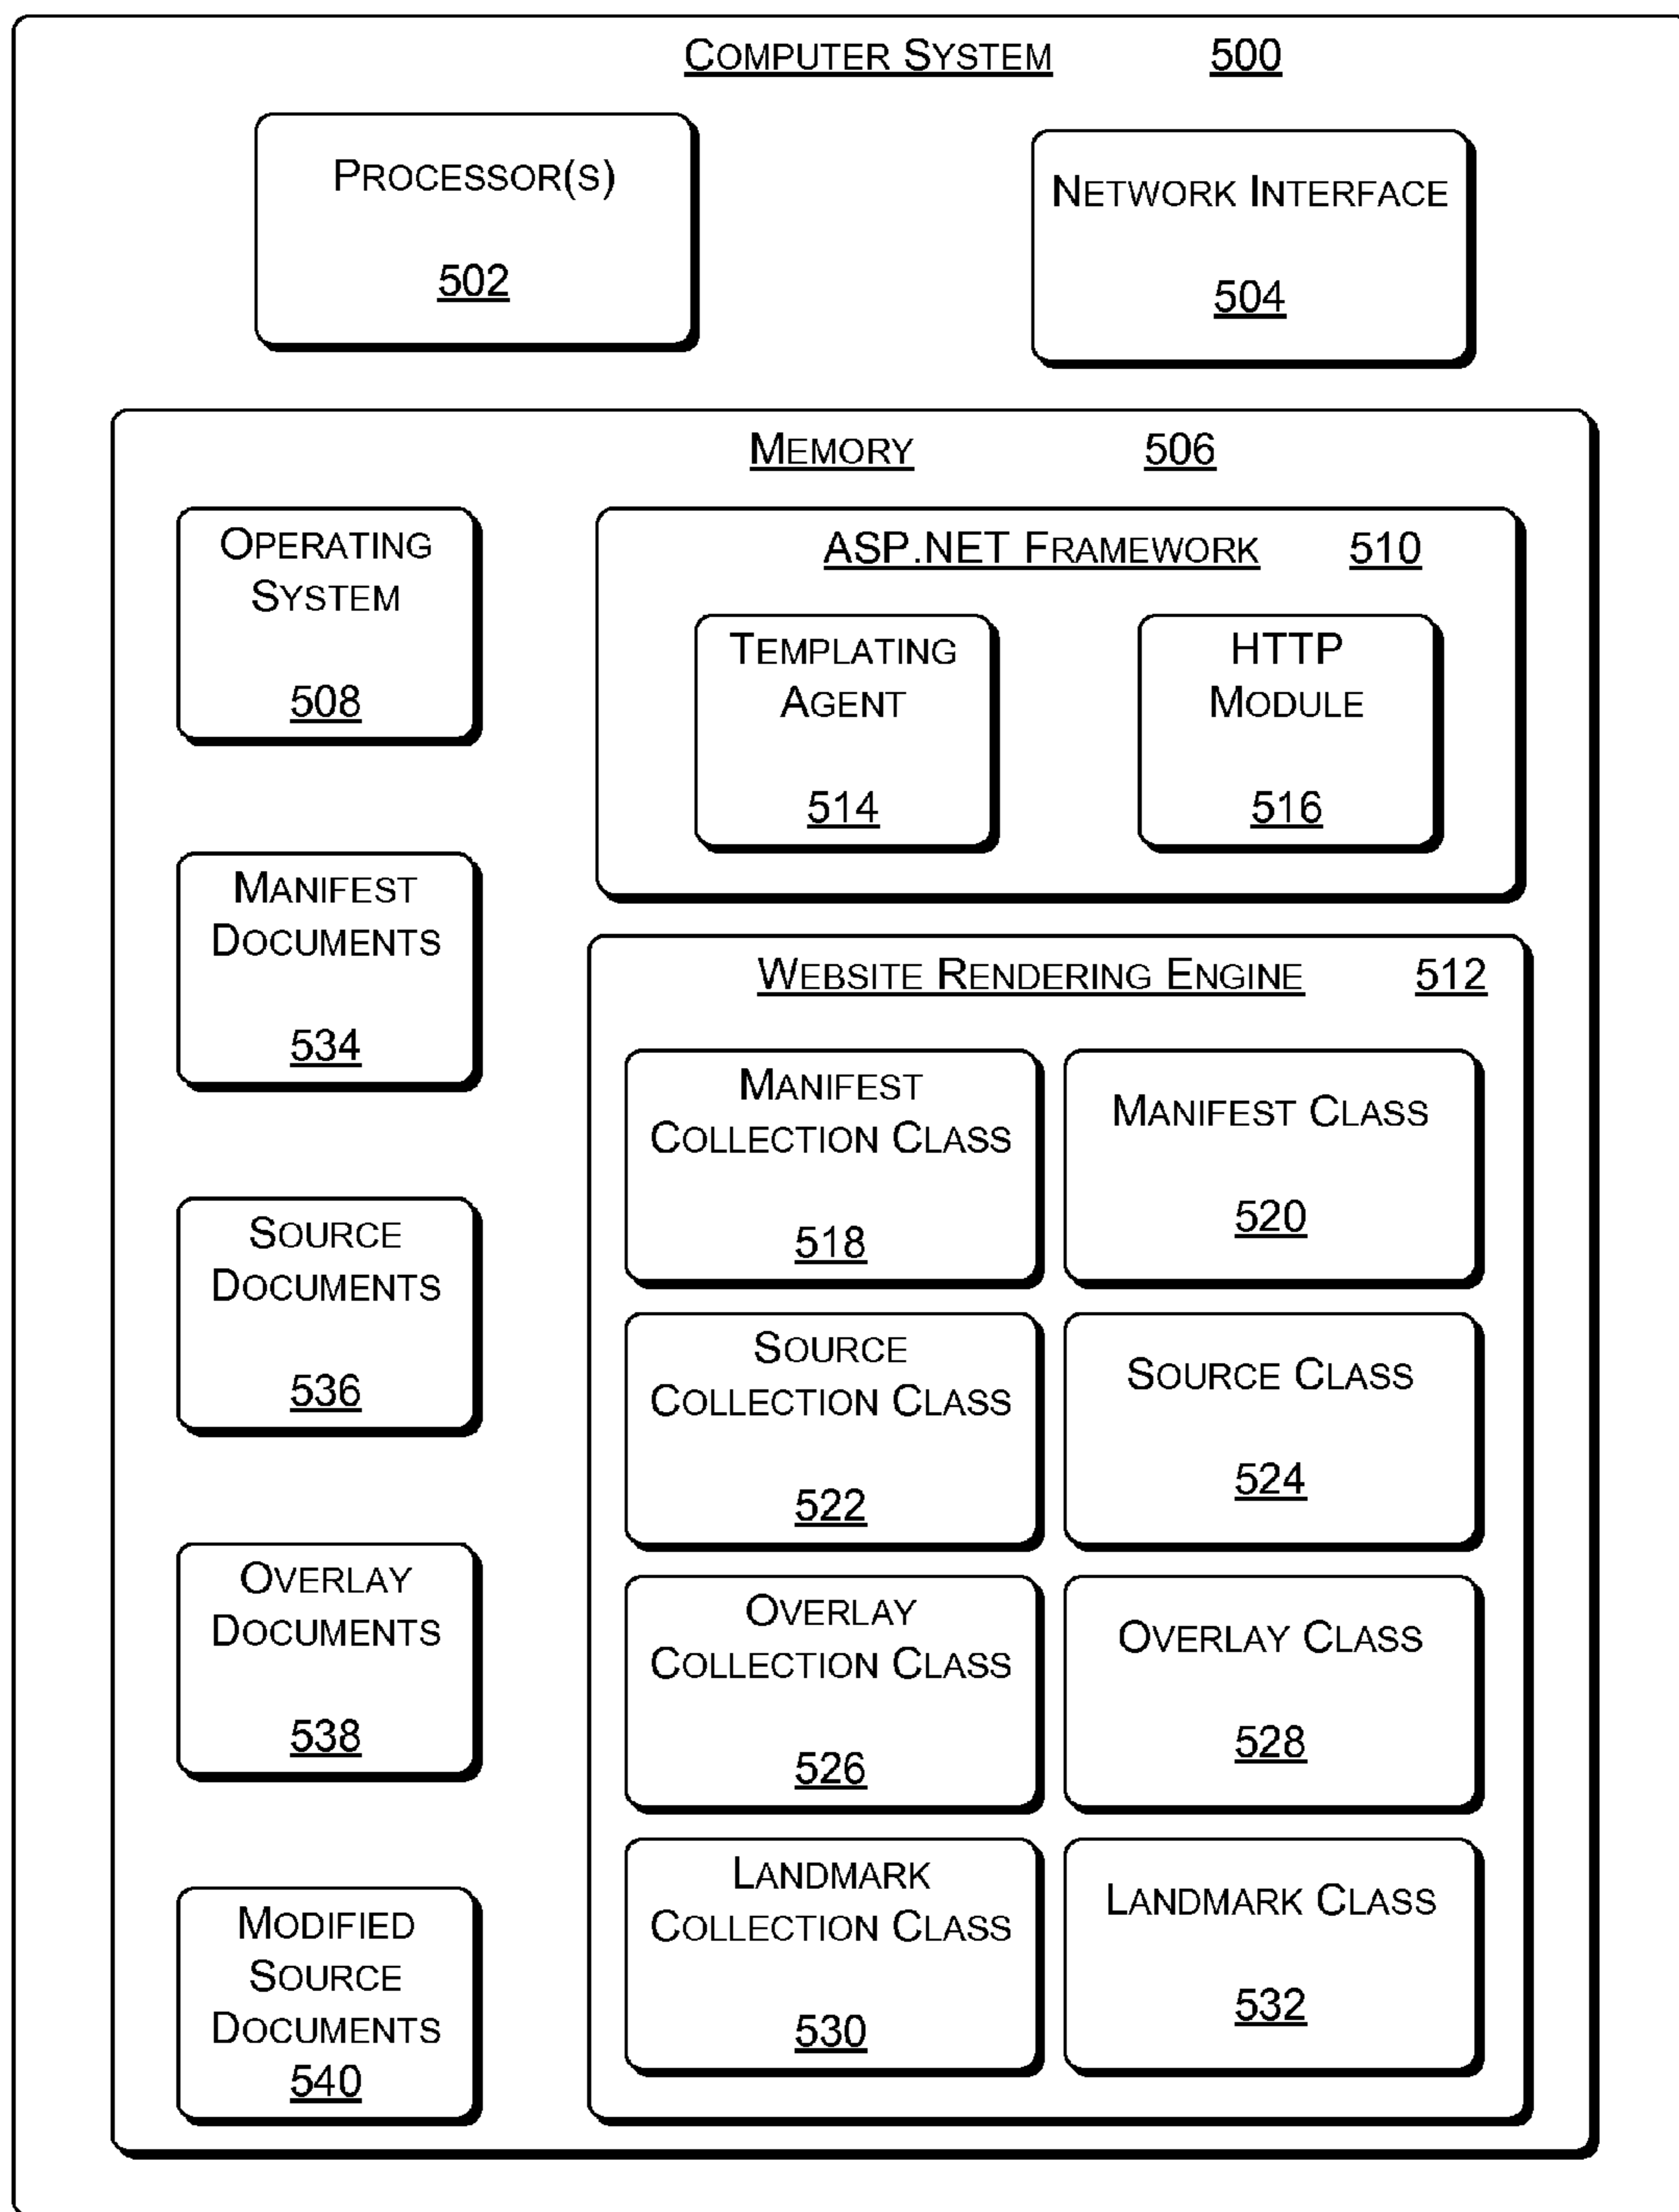 COMPUTER SYSTEM 500
PROCESSOR(S)
502
NETWORK INTERFACE
504
MEMORY 506
OPERATING
SYSTEM
508
MANIFEST
DOCUMENTS
534
SOURCE
DOCUMENTS
536
OVERLAY
DOCUMENTS
538
MODIFIED
SOURCE
DOCUMENTS
540
ASP.NET FRAMEWORK 510
TEMPLATING
AGENT
514
HTTP
MODULE
516
WEBSITE RENDERING ENGINE 512
MANIFEST
COLLECTION CLASS
518
MANIFEST CLASS
520
SOURCE
COLLECTION CLASS
522
SOURCE CLASS
524
OVERLAY
COLLECTION CLASS
526
OVERLAY CLASS
528
LANDMARK
COLLECTION CLASS
530
LANDMARK CLASS
532